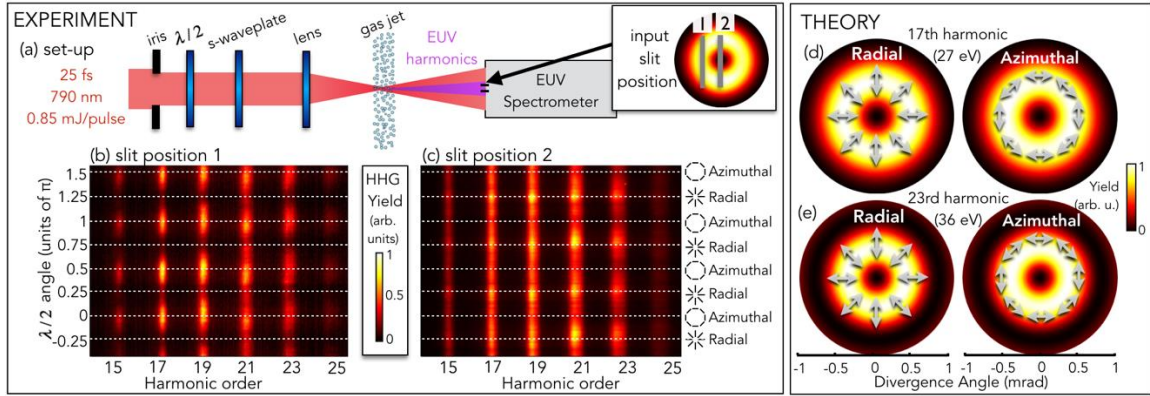 EXPERIMENT
(a) set-up
iris
λ/2
s-waveplate
lens
gas jet
EUV
harmonics
EUV
Spectrometer
input
slit
position
1 2
25 fs
790 nm
0.85 mJ/pulse
(b) slit position 1
λ/2 angle (units of π)
1.5
1.25
1
0.75
0.5
0.25
0
-0.25
15 17 19 21 23 25
Harmonic order
HHG
Yield
(arb.
units)
1
0.5
0
(c) slit position 2
15 17 19 21 23 25
Harmonic order
Azimuthal
Radial
Azimuthal
Radial
Azimuthal
Radial
Azimuthal
Radial
THEORY
(d)
17th harmonic
(27 eV)
Radial
Azimuthal
1
Yield
(arb. u.)
0
(e)
23rd harmonic
(36 eV)
Radial
Azimuthal
-1 -0.5 0 0.5 1
-1 -0.5 0 0.5 1
Divergence Angle (mrad)